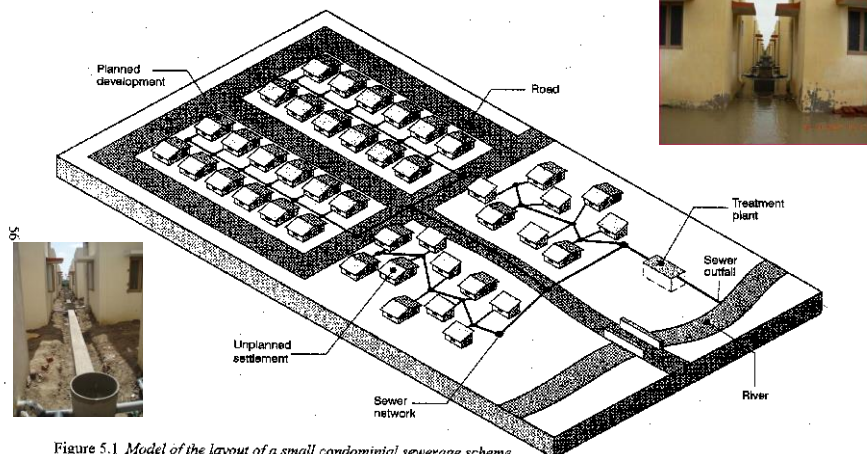 Planned
development
Road
Treatment
plant
Sewer
outfall
56
Unplanned
settlement
Sewer
network
River
Figure 5.1 Model of the layout of a small condominial sewerage scheme